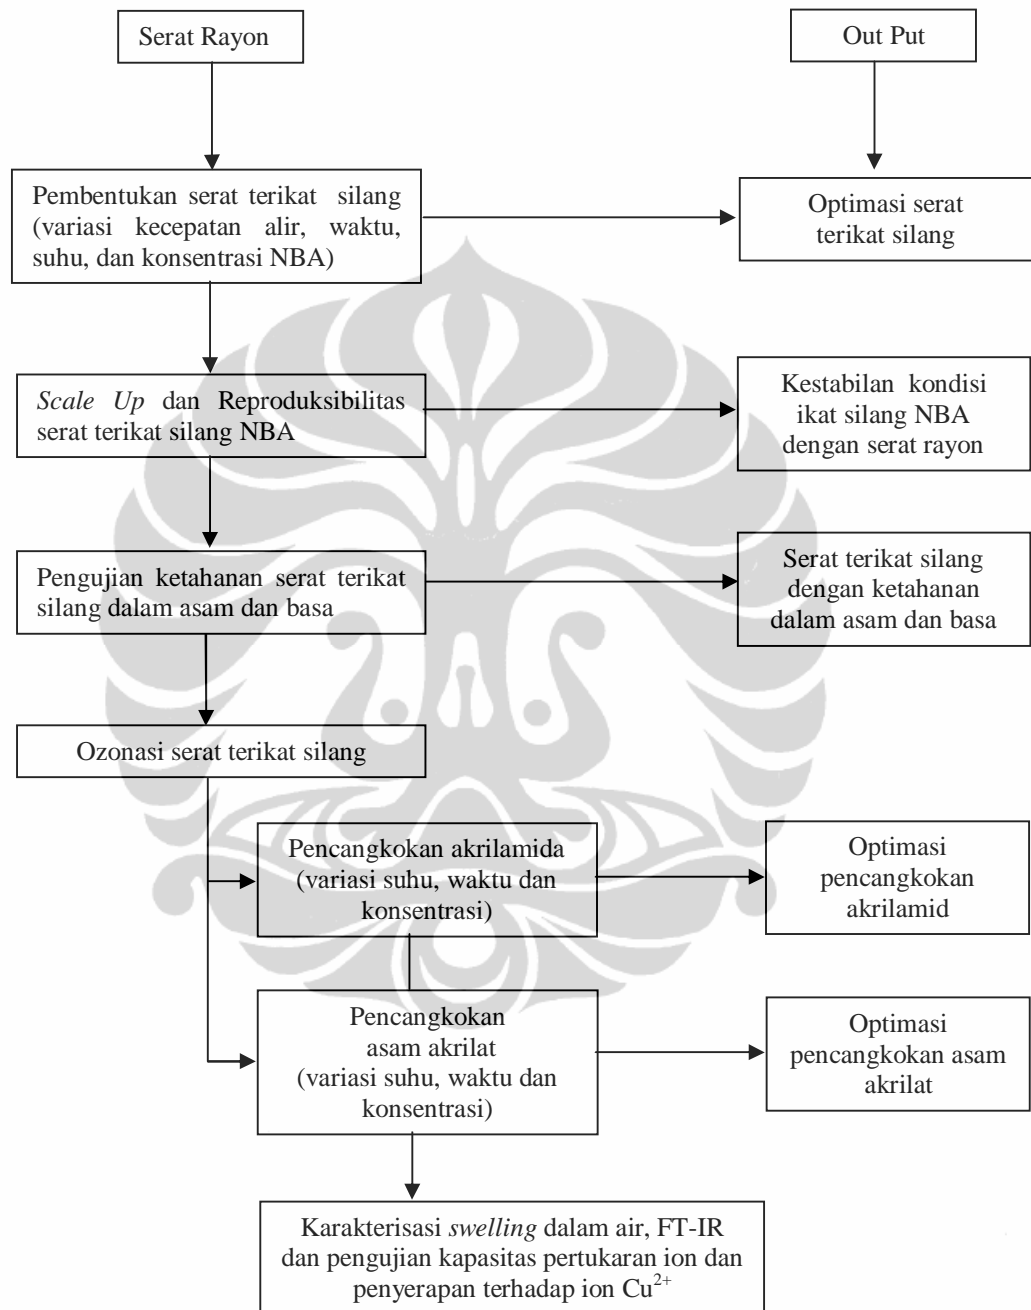 Serat Rayon
Out Put
Pembentukan serat terikat silang
(variasi kecepatan alir, waktu,
suhu, dan konsentrasi NBA)
Optimasi serat
terikat silang
Scale Up dan Reproduksibilitas
serat terikat silang NBA
Kestabilan kondisi
ikat silang NBA
dengan serat rayon
Pengujian ketahanan serat terikat
silang dalam asam dan basa
Serat terikat silang
dengan ketahanan
dalam asam dan basa
Ozonasi serat terikat silang
Pencangkokan akrilamida
(variasi suhu, waktu dan
konsentrasi)
Optimasi
pencangkokan
akrilamid
Pencangkokan
asam akrilat
(variasi suhu, waktu dan
konsentrasi)
Optimasi
pencangkokan asam
akrilat
Karakterisasi swelling dalam air, FT-IR
dan pengujian kapasitas pertukaran ion dan
penyerapan terhadap ion Cu²⁺